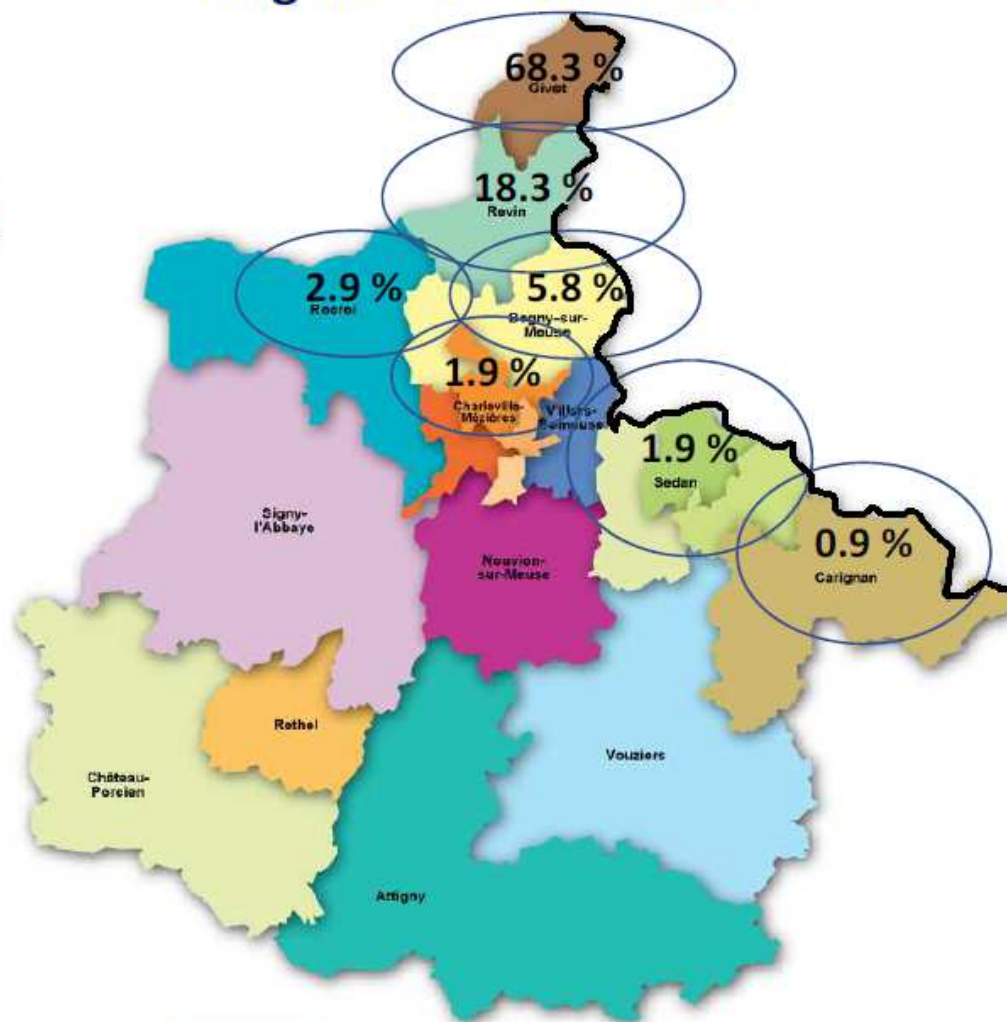 68.3 %
Givet
18.3 %
Revin
2.9 %
Rocroi
5.8 %
Bogny-sur-
Meuse
1.9 %
Charleville-
Mézières
Villers-
Semeuse
1.9 %
Sedan
0.9 %
Carignan
Signy-
l'Abbaye
Nouvion-
sur-Meuse
Rethel
Vouziers
Château-
Porcien
Attigny